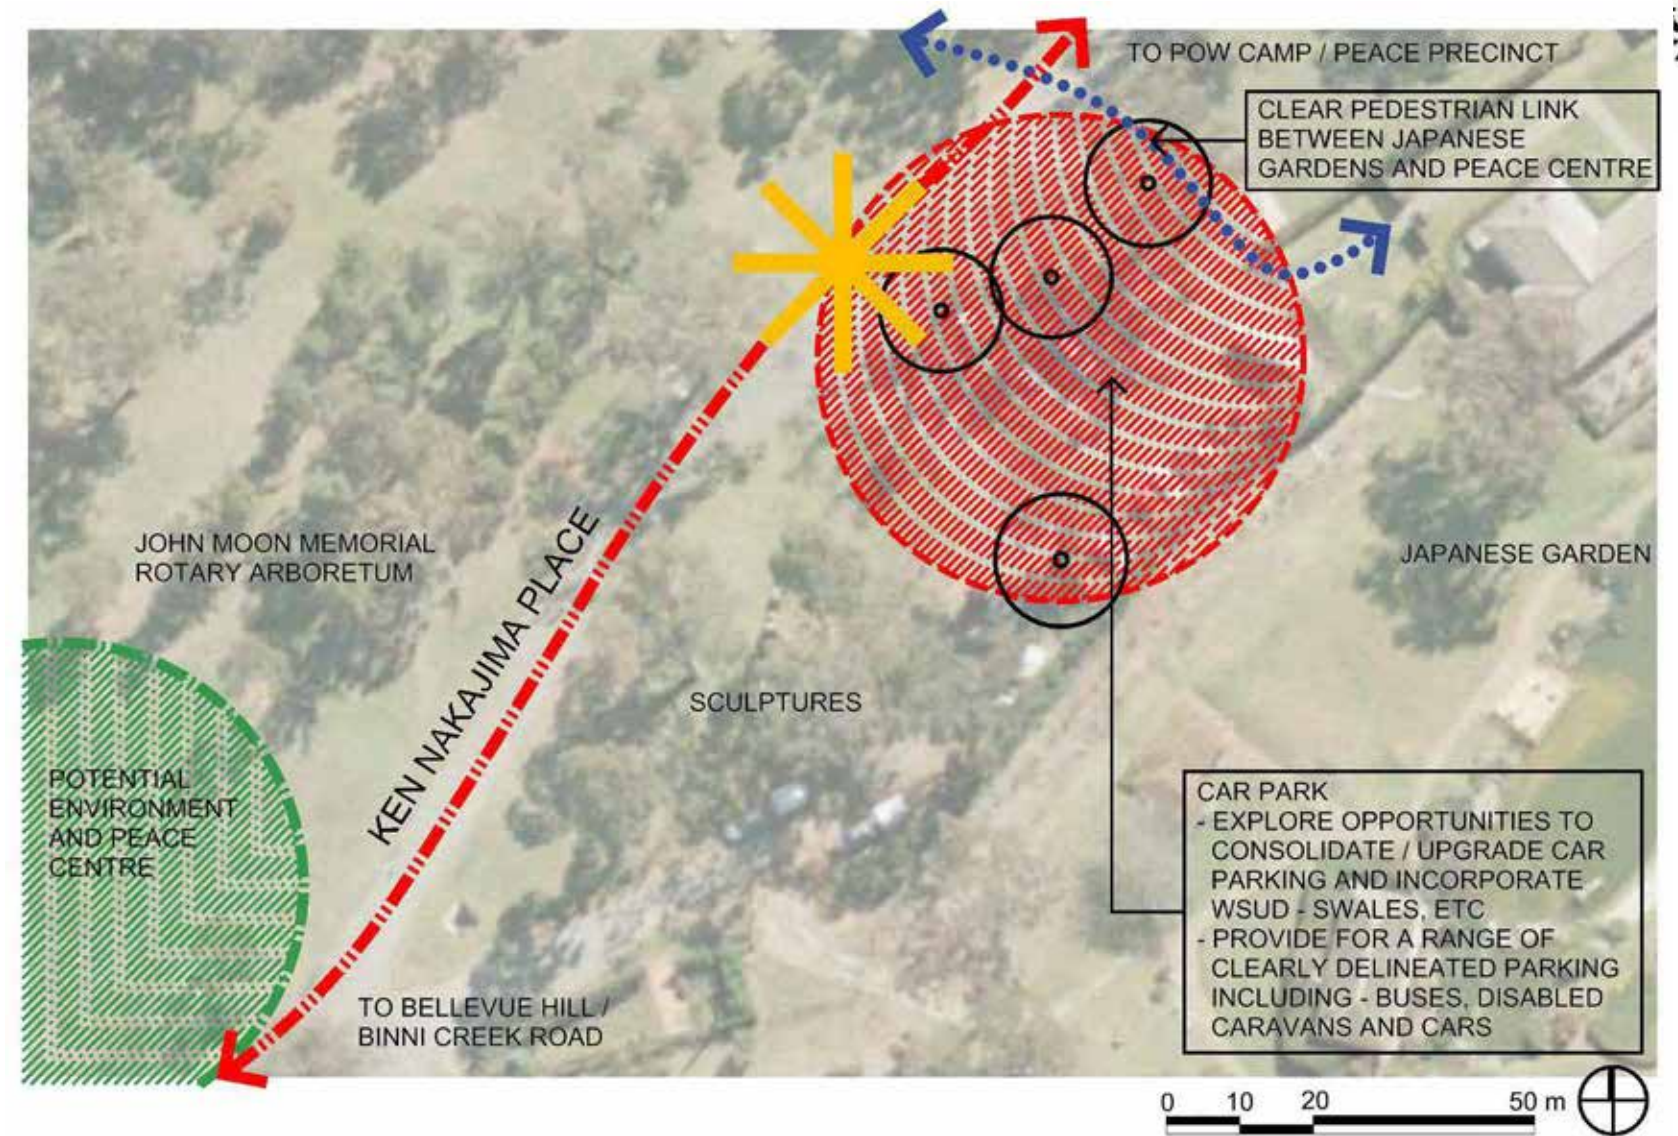 TO POW CAMP / PEACE PRECINCT
CLEAR PEDESTRIAN LINK
BETWEEN JAPANESE
GARDENS AND PEACE CENTRE
JOHN MOON MEMORIAL
ROTARY ARBORETUM
KEN NAKAJIMA PLACE
JAPANESE GARDEN
SCULPTURES
POTENTIAL
ENVIRONMENT
AND PEACE
CENTRE
CAR PARK
- EXPLORE OPPORTUNITIES TO
CONSOLIDATE / UPGRADE CAR
PARKING AND INCORPORATE
WSUD - SWALES, ETC
- PROVIDE FOR A RANGE OF
CLEARLY DELINEATED PARKING
INCLUDING - BUSES, DISABLED
CARAVANS AND CARS
TO BELLEVUE HILL /
BINNI CREEK ROAD
0 10 20 50 m